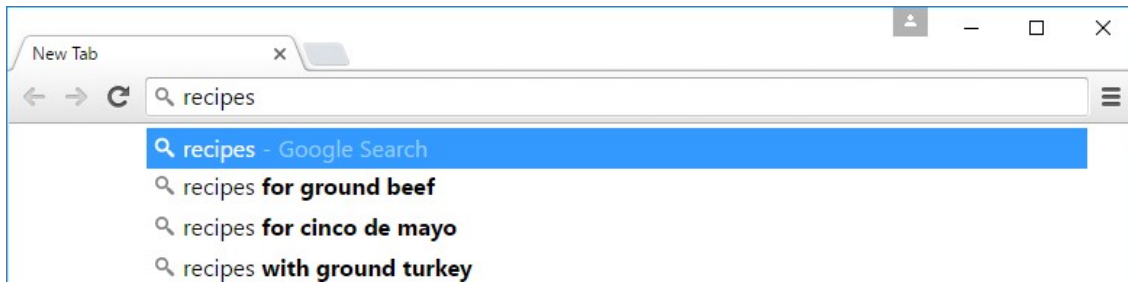 New Tab
recipes
recipes - Google Search
recipes for ground beef
recipes for cinco de mayo
recipes with ground turkey